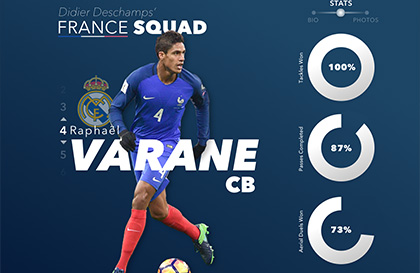 Didier Deschamps'
FRANCE SQUAD
STATS
BIO
PHOTOS
Tackles Won
100%
3
4 Raphaël
VARANE
CB
5
4
Passes Completed
87%
Aerial Duels Won
73%